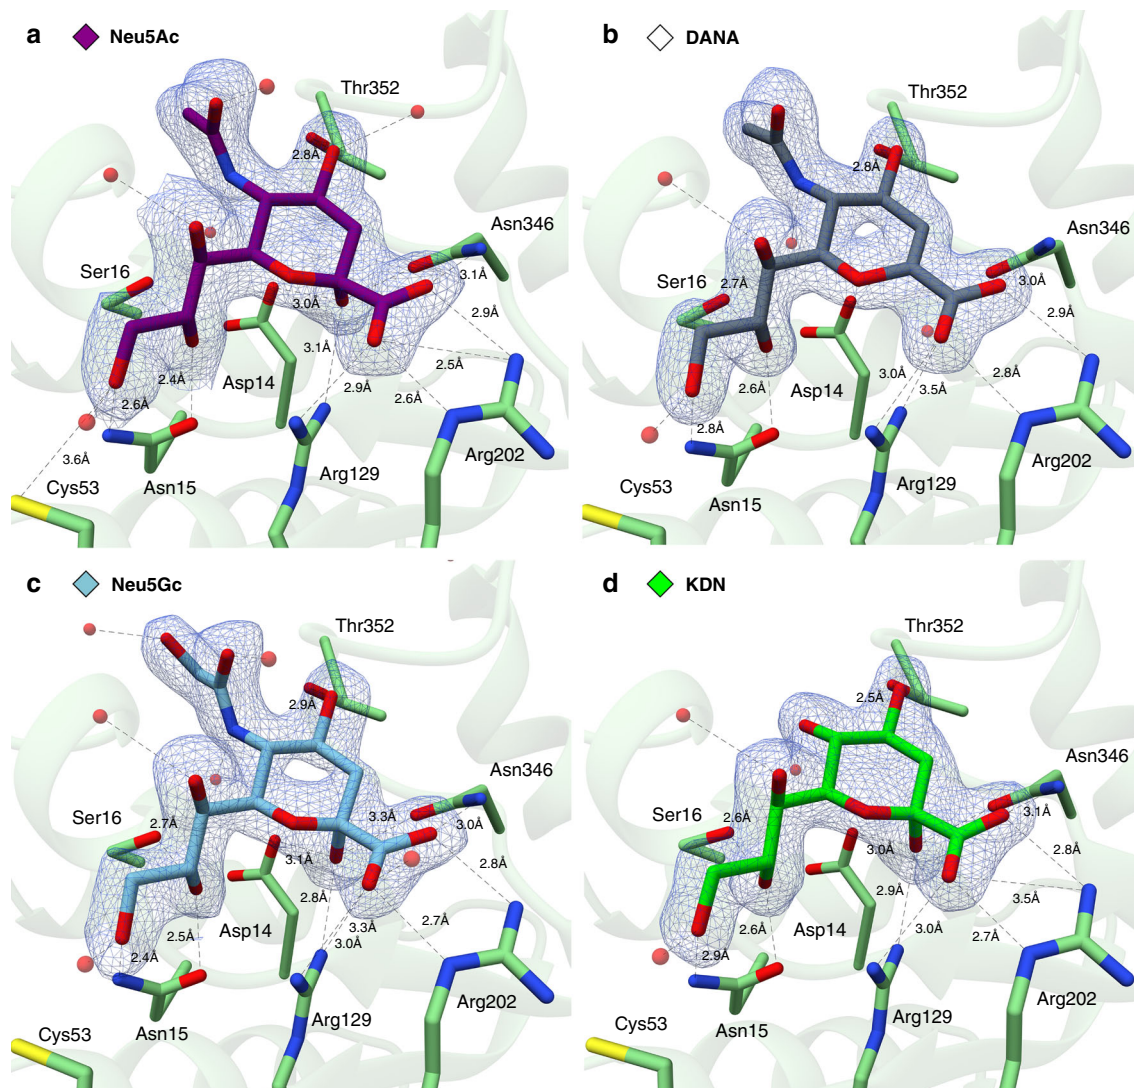 a Neu5Ac
Thr352
2.8Å
Asn346
3.1Å
Ser16
3.0Å
2.9Å
3.1Å
2.5Å
2.4Å
Asp14
2.9Å
2.6Å
2.6Å
3.6Å
Arg202
Arg129
Cys53
Asn15
b DANA
Thr352
2.8Å
Asn346
3.0Å
Ser16
2.7Å
2.9Å
3.0Å
2.8Å
2.6Å
Asp14
3.5Å
2.8Å
Arg202
Cys53
Arg129
Asn15
c Neu5Gc
Thr352
2.9Å
Asn346
3.3Å
3.0Å
Ser16
2.7Å
3.1Å
2.8Å
2.8Å
3.3Å
2.7Å
2.5Å
Asp14
3.0Å
2.4Å
Arg202
Arg129
Cys53
Asn15
d KDN
Thr352
2.5Å
Asn346
3.1Å
Ser16
2.6Å
3.0Å
2.8Å
2.9Å
3.5Å
2.6Å
Asp14
3.0Å
2.7Å
2.9Å
Arg202
Arg129
Cys53
Asn15